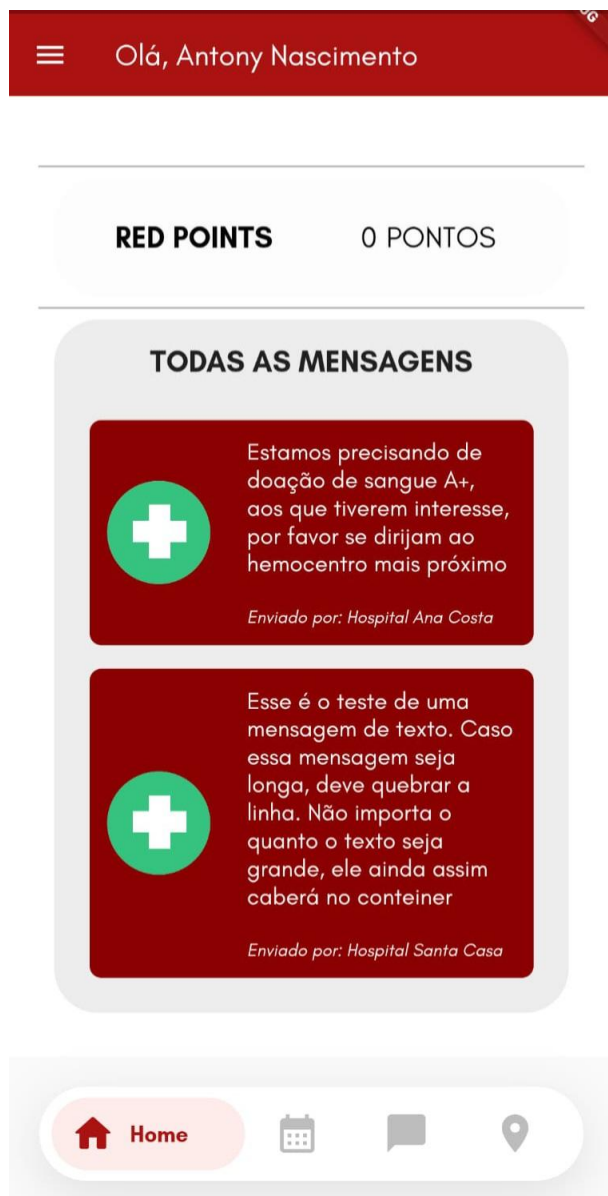 Olá, Antony Nascimento
RED POINTS 0 PONTOS
TODAS AS MENSAGENS
Estamos precisando de
doação de sangue A+,
aos que tiverem interesse,
por favor se dirijam ao
hemocentro mais próximo
Enviado por: Hospital Ana Costa
Esse é o teste de uma
mensagem de texto. Caso
essa mensagem seja
longa, deve quebrar a
linha. Não importa o
quanto o texto seja
grande, ele ainda assim
caberá no conteiner
Enviado por: Hospital Santa Casa
Home